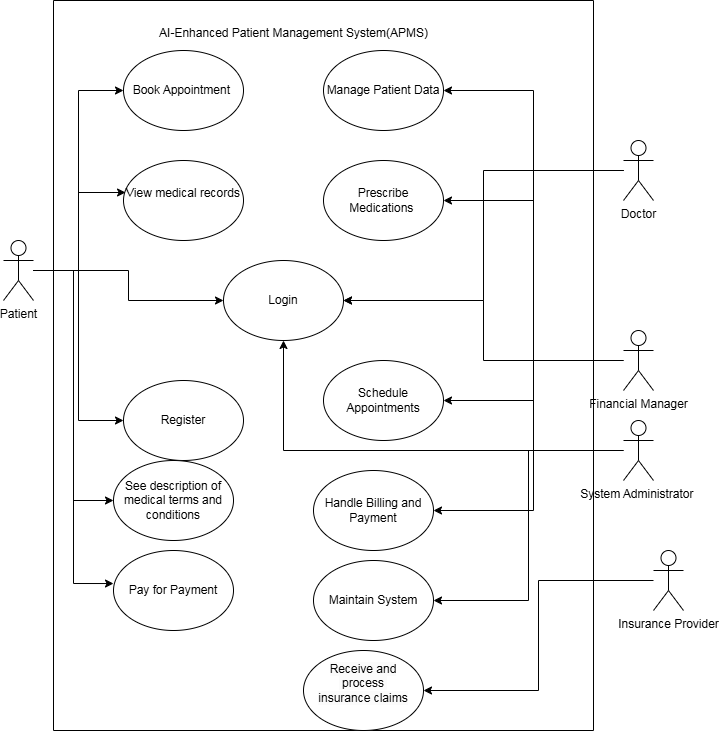 AI-Enhanced Patient Management System(APMS)
Book Appointment
Manage Patient Data
View medical records
Prescribe
Medications
Doctor
Patient
Login
Schedule
Appointments
Financial Manager
Register
See description of
medical terms and
conditions
Handle Billing and
Payment
System Administrator
Pay for Payment
Maintain System
Insurance Provider
Receive and
process
insurance claims